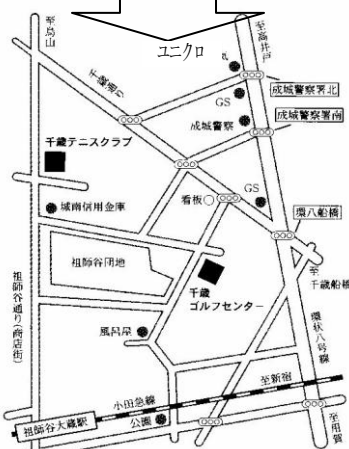 ユニクロ
至烏山
至高井戸
千歳通り
GS
成城警察署北
成城警察署南
成城警察
千歳テニスクラブ
城南信用金庫
看板
GS
環八船橋
祖師谷団地
千歳
ゴルフセンター
至
千歳船橋
祖師谷通り(商店街)
環状八号線
風呂屋
至新宿
小田急線
公園
祖師谷大蔵駅
至用賀